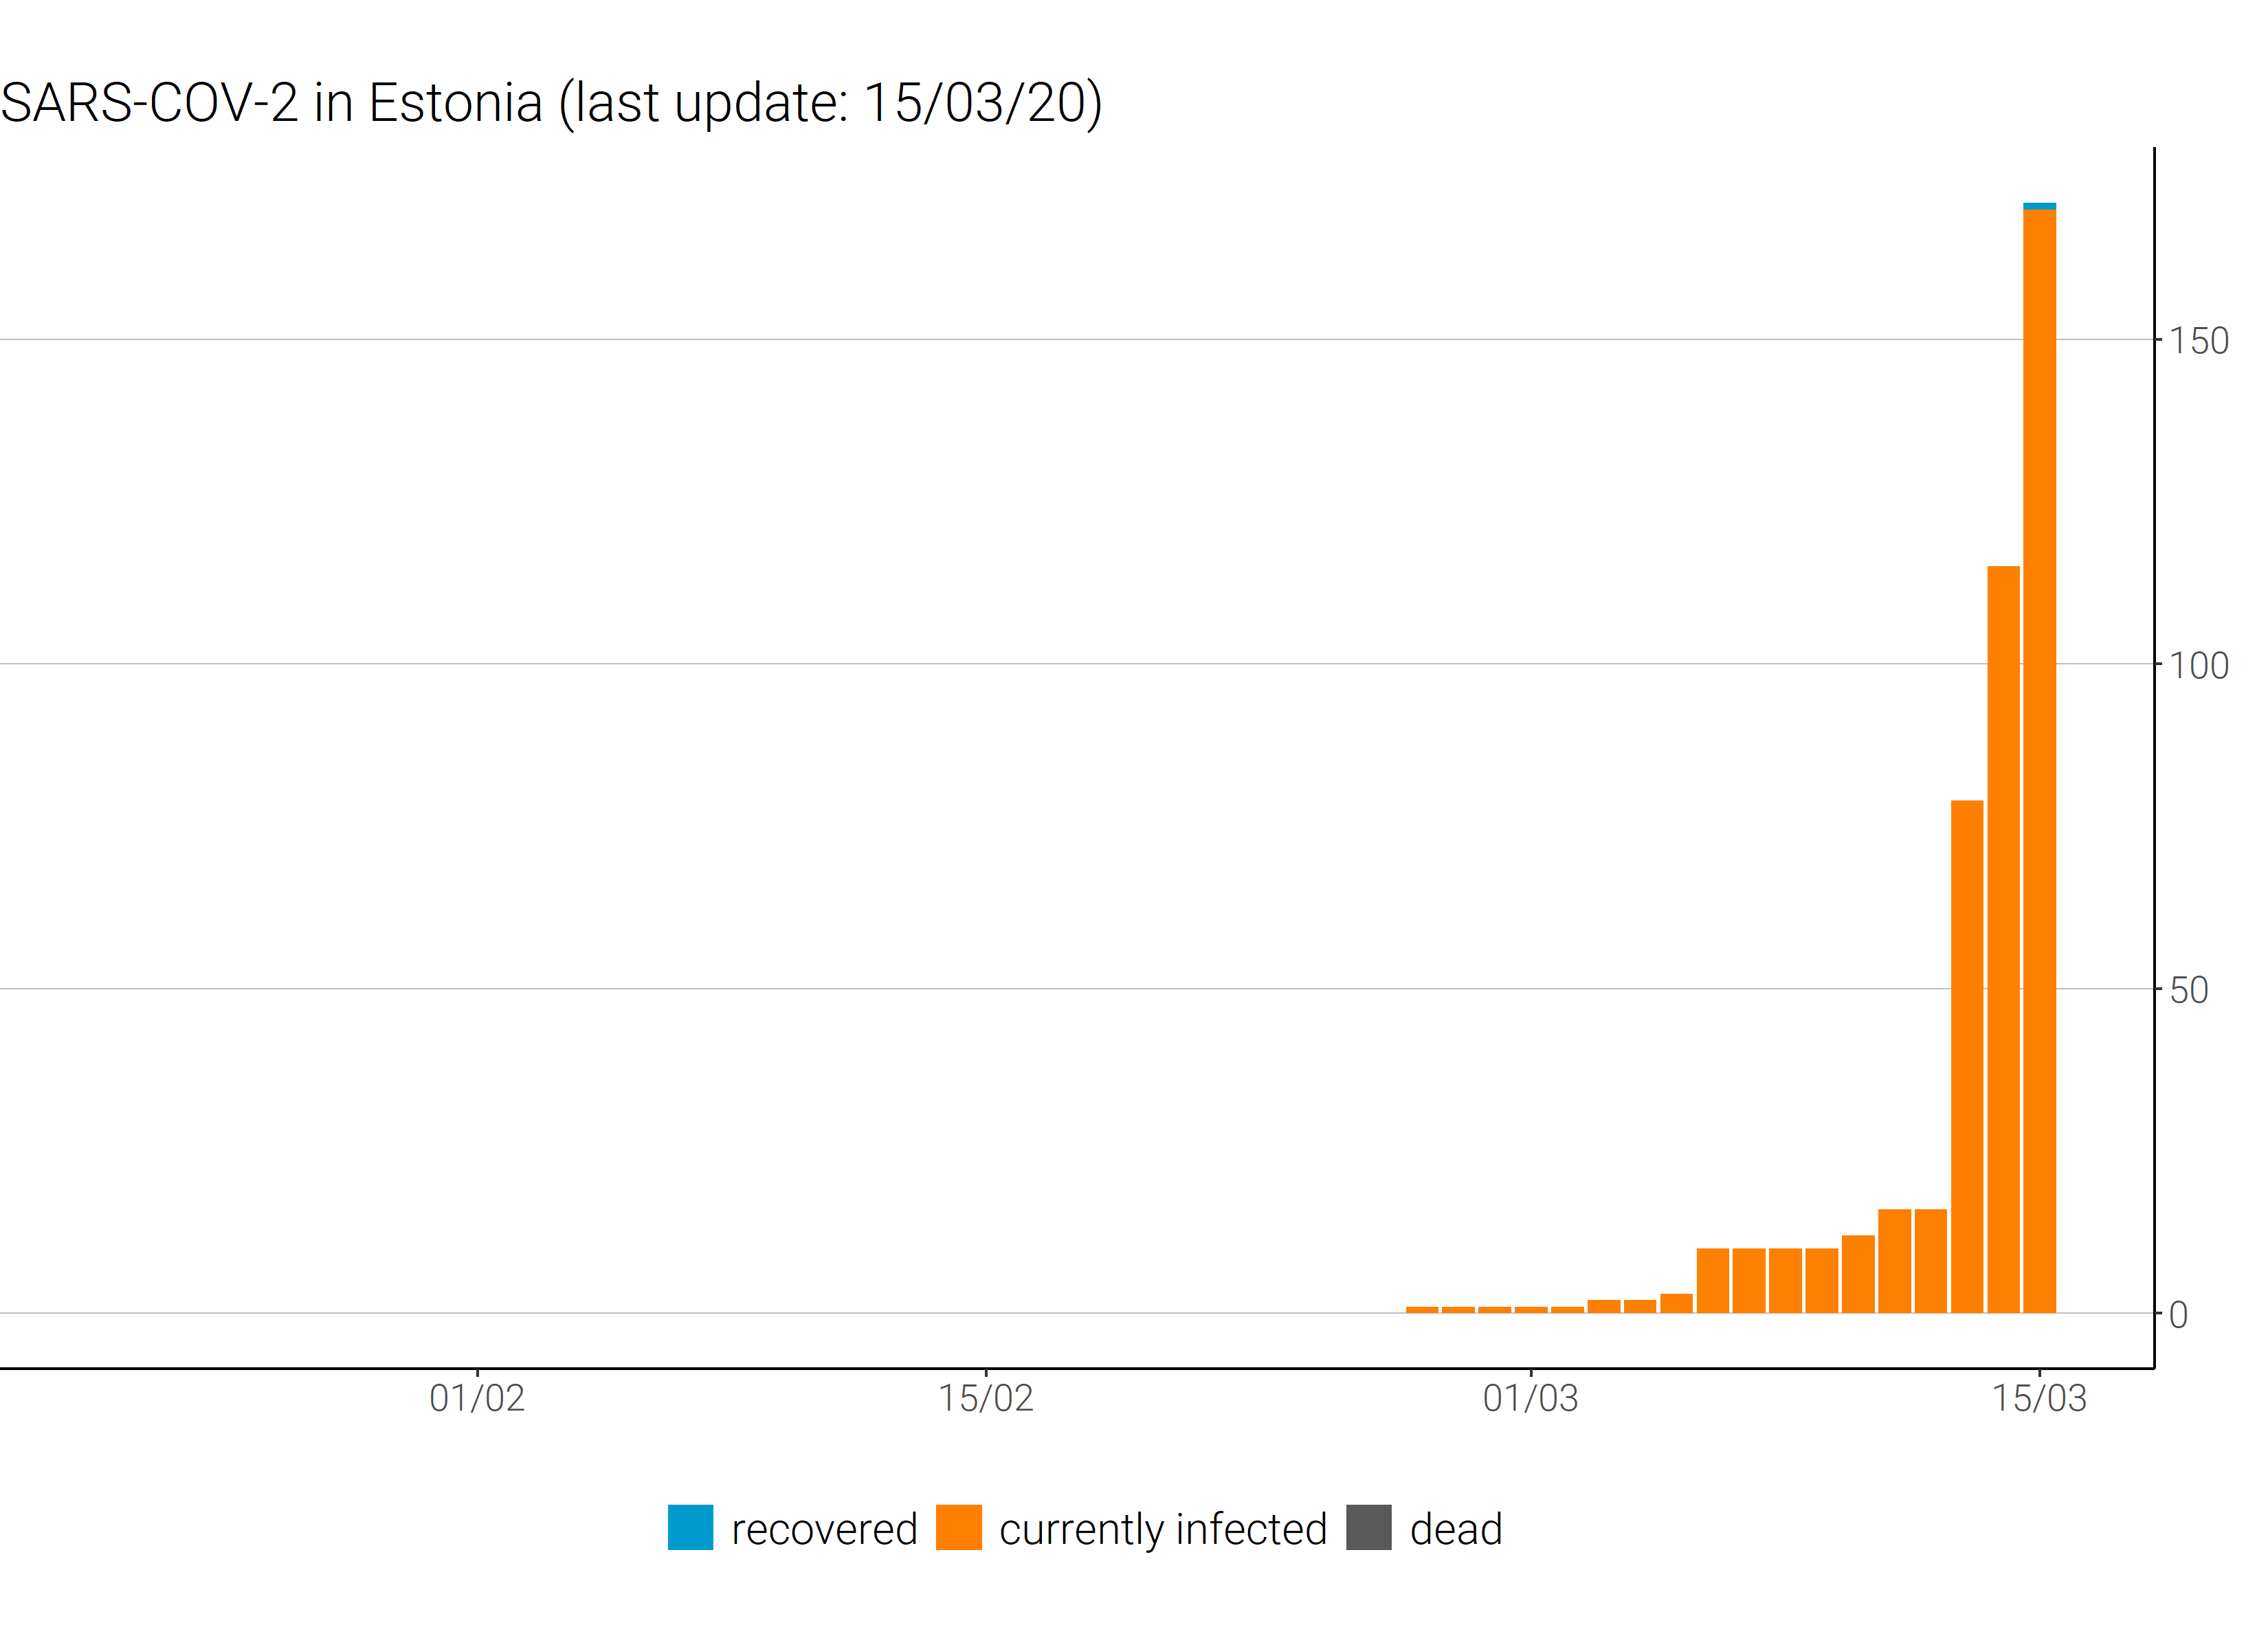 SARS-COV-2 in Estonia (last update: 15/03/20)
150
100
50
0
01/02 15/02 01/03 15/03
recovered currently infected dead